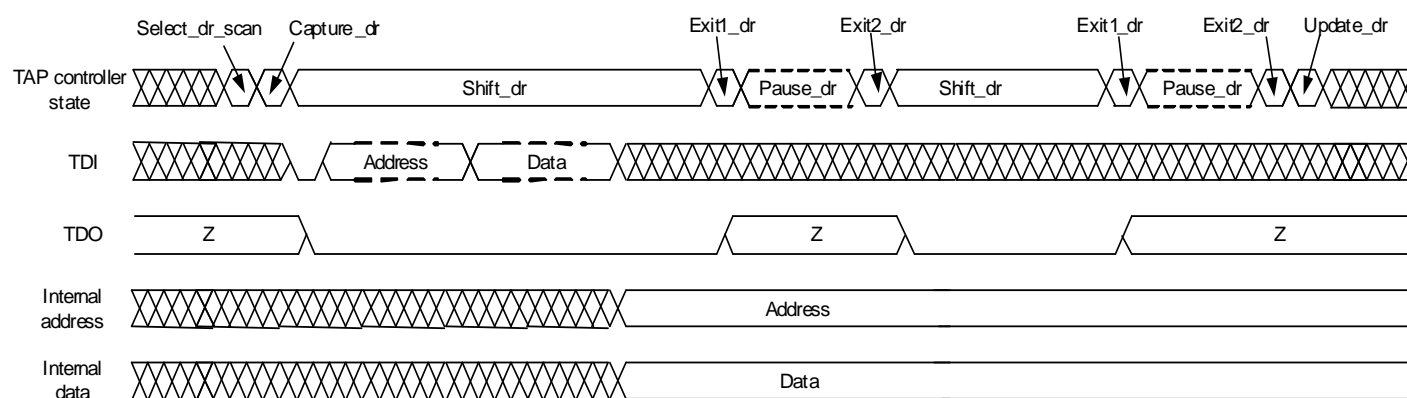 Select_dr_scan Capture_dr Exit1_dr Exit2_dr Exit1_dr Exit2_dr Update_dr
TAP controller
state
Shift_dr Pause_dr Shift_dr Pause_dr
TDI Address Data
TDO Z Z Z
Internal
address
Address
Internal
data
Data